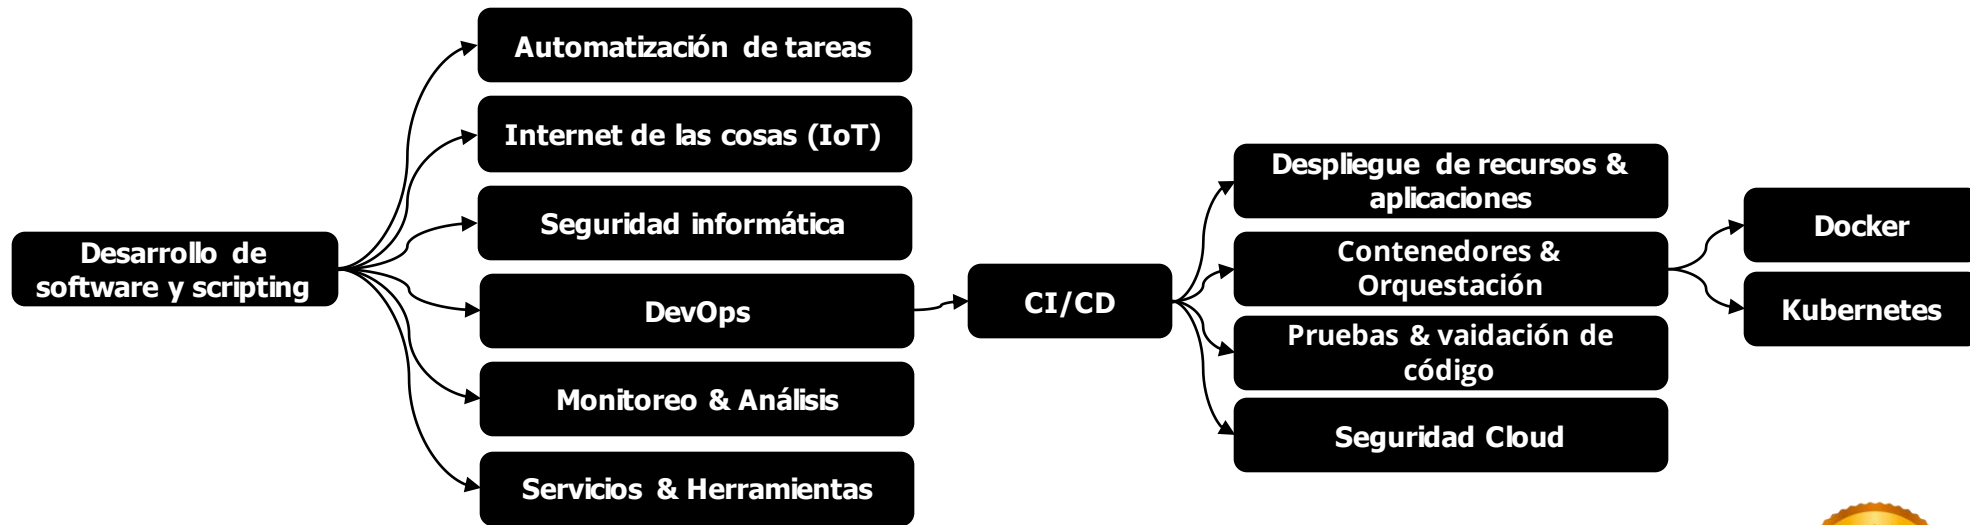 Desarrollo de
software y scripting
Automatización de tareas
Internet de las cosas (IoT)
Seguridad informática
DevOps
Monitoreo & Análisis
Servicios & Herramientas
CI/CD
Despliegue de recursos &
aplicaciones
Contenedores &
Orquestación
Pruebas & vaidación de
código
Seguridad Cloud
Docker
Kubernetes